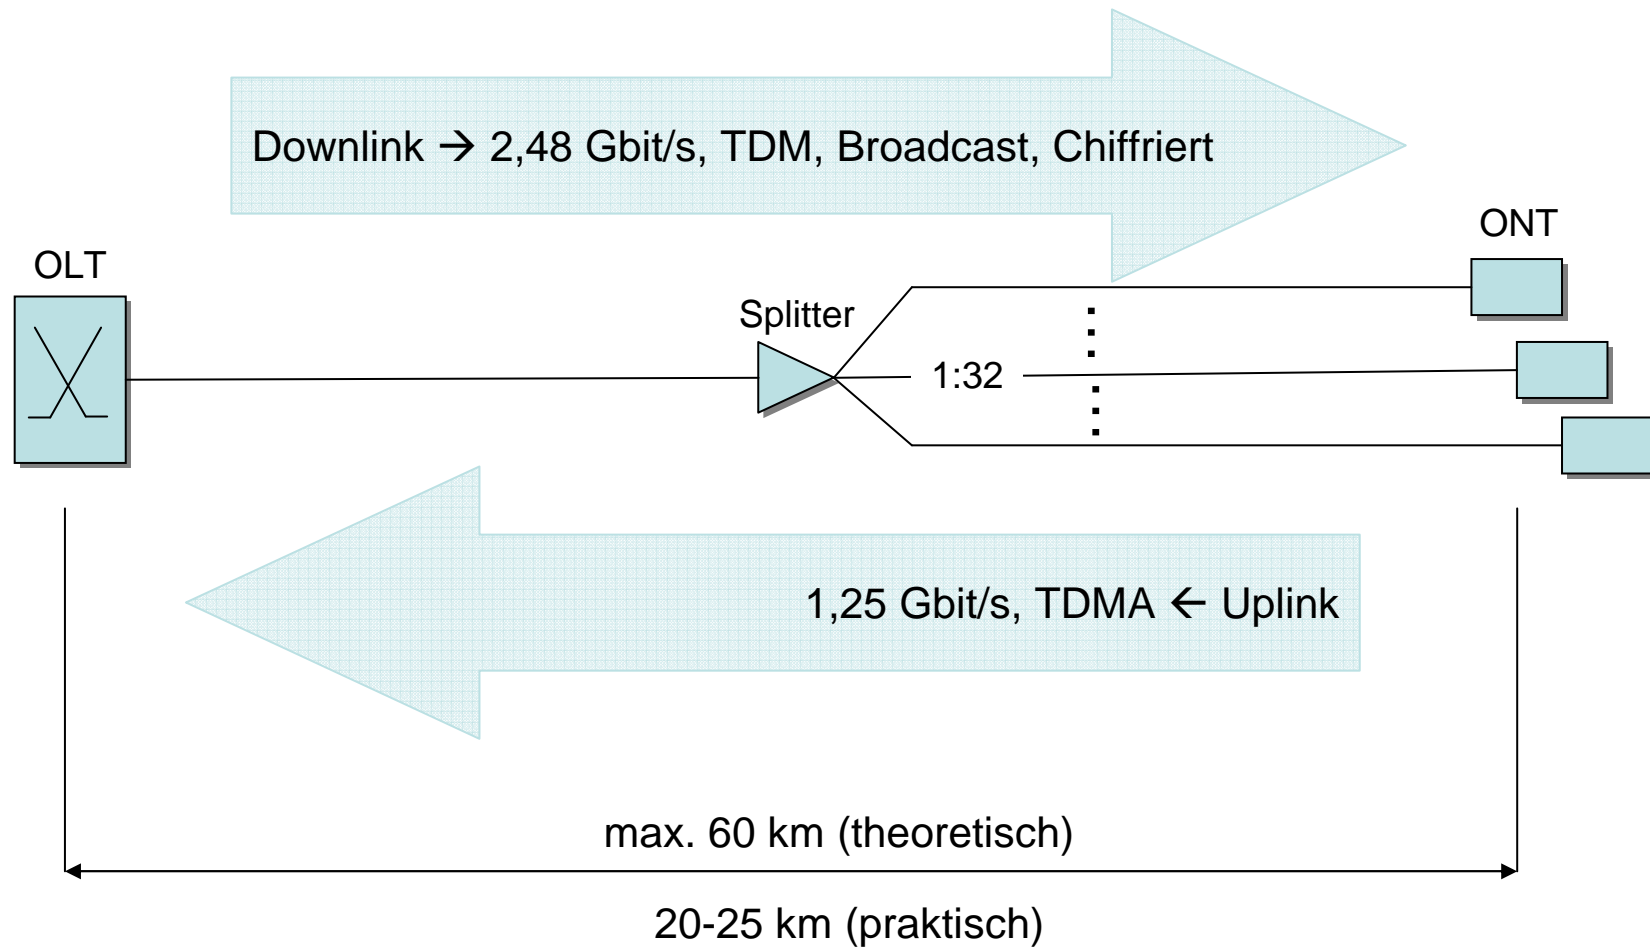 Downlink → 2,48 Gbit/s, TDM, Broadcast, Chiffriert
ONT
OLT
Splitter
1:32
1,25 Gbit/s, TDMA ← Uplink
max. 60 km (theoretisch)
20-25 km (praktisch)